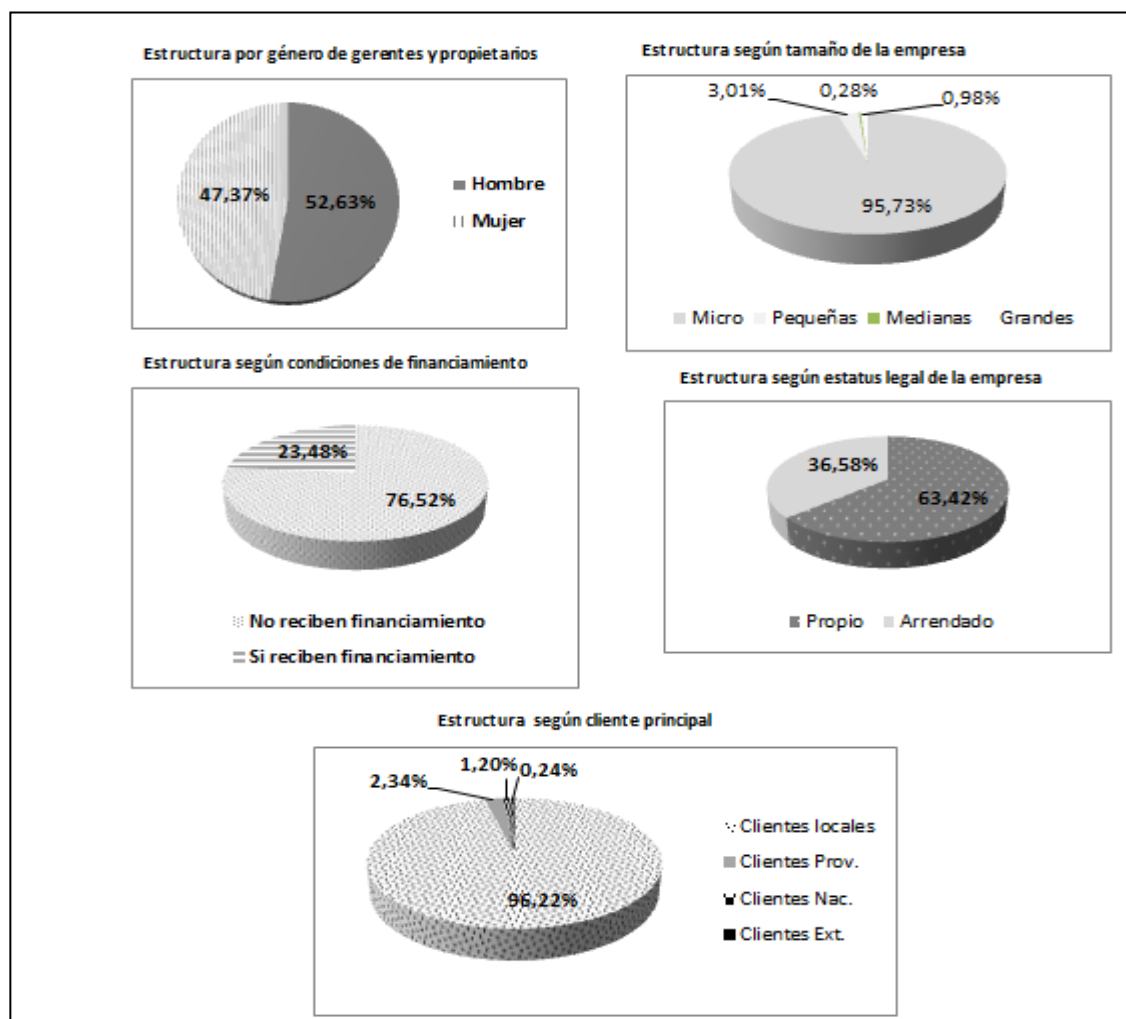 Estructura por género de gerentes y propietarios
47,37%
52,63%
Hombre
Mujer
Estructura según tamaño de la empresa
3,01%
0,28%
0,98%
95,73%
Micro Pequeñas Medianas Grandes
Estructura según condiciones de financiamiento
23,48%
76,52%
No reciben financiamiento
Si reciben financiamiento
Estructura según estatus legal de la empresa
36,58%
63,42%
Propio Arrendado
Estructura según cliente principal
1,20%
0,24%
2,34%
96,22%
Clientes locales
Clientes Prov.
Clientes Nac.
Clientes Ext.